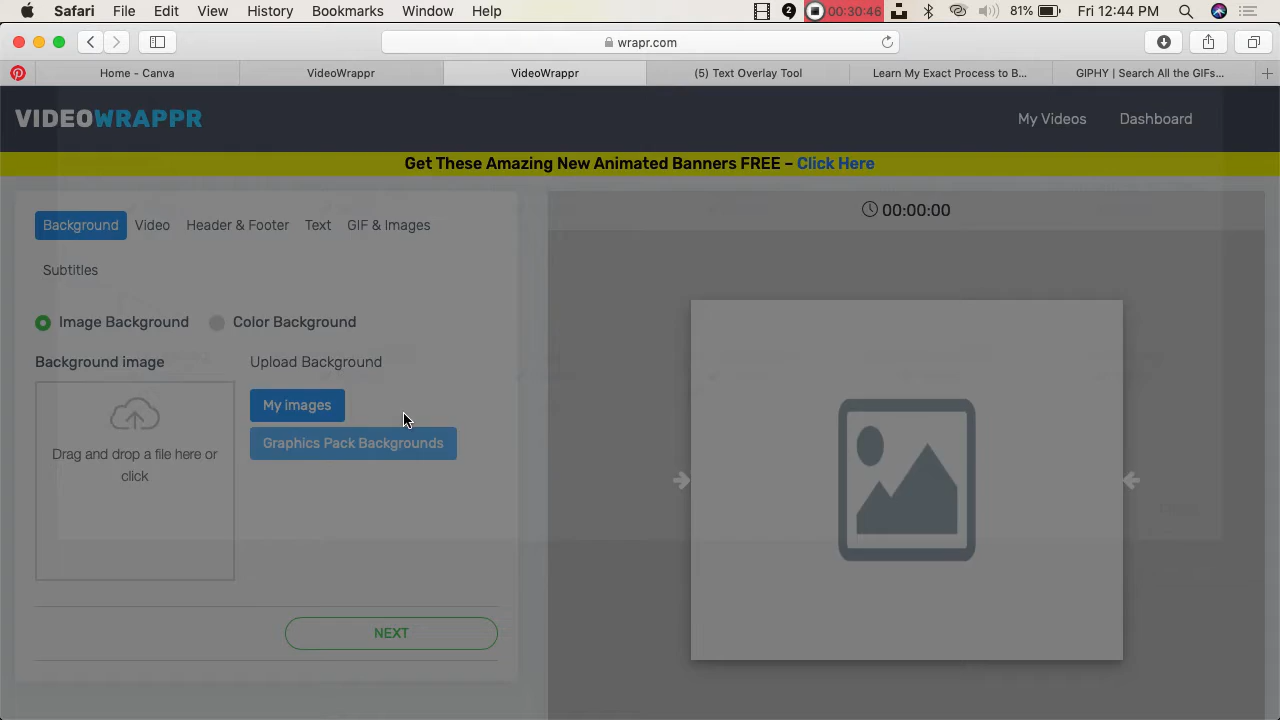 Safari File Edit View History Bookmarks Window Help 2 00:30:46 81% Fri 12:44 PM
wrapr.com
Home - Canva VideoWrappr VideoWrappr (5) Text Overlay Tool Learn My Exact Process to B... GIPHY | Search All the GIFs...
VIDEOWRAPPR My Videos Dashboard
Get These Amazing New Animated Banners FREE – Click Here
00:00:00
Background Video Header & Footer Text GIF & Images
Subtitles
Image Background Color Background
Background image Upload Background
My images
Graphics Pack Backgrounds
Drag and drop a file here or
click
NEXT